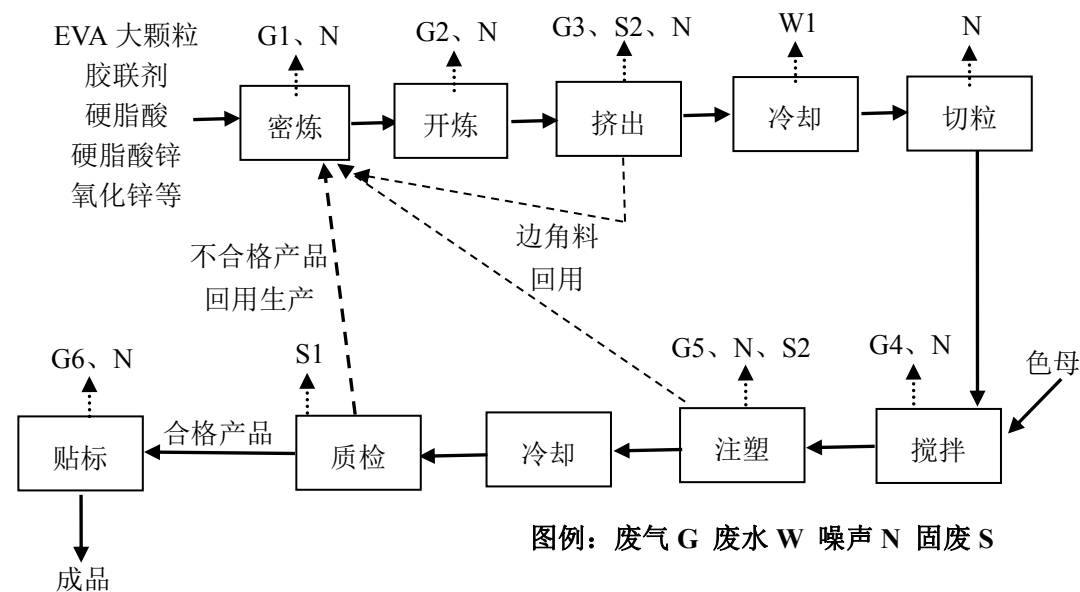 EVA 大颗粒
胶联剂
硬脂酸
硬脂酸锌
氧化锌等
G1、N
G2、N
G3、S2、N
W1
N
密炼
开炼
挤出
冷却
切粒
边角料
回用
不合格产品
回用生产
G6、N
S1
G5、N、S2
G4、N
色母
合格产品
贴标
质检
冷却
注塑
搅拌
图例：废气 G 废水 W 噪声 N 固废 S
成品